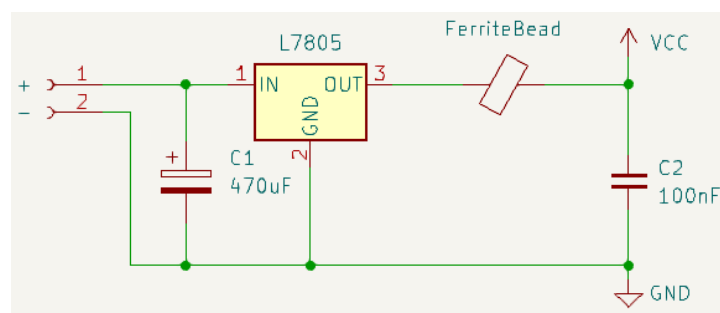 FerriteBead
L7805
VCC
+ 1
1 IN OUT 3
- 2
GND
2
+ C1
470uF
C2
100nF
GND